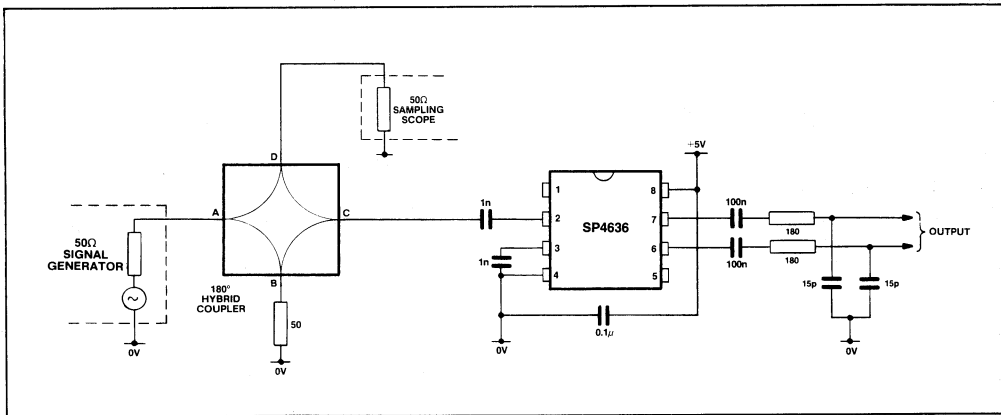 50Ω
SAMPLING
SCOPE
D
+5V
A
C
1n
1
2
3
4
SP4636
8
7
6
5
100n
180
OUTPUT
50Ω
SIGNAL
GENERATOR
1n
100n
180
B
180°
HYBRID
COUPLER
15p
15p
50
0.1μ
0V
0V
0V
0V